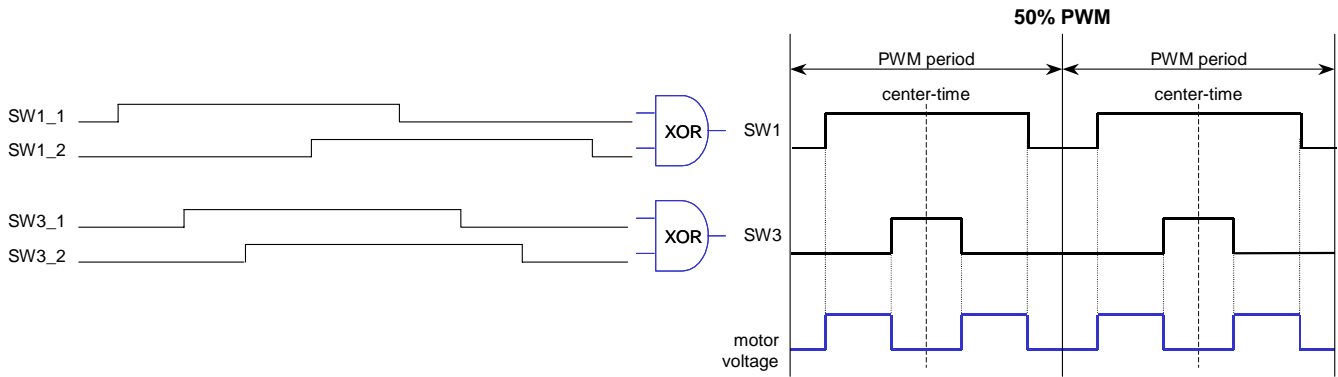 50% PWM
PWM period
PWM period
center-time
center-time
SW1_1
SW1_2
XOR
SW1
SW3_1
SW3_2
XOR
SW3
motor
voltage